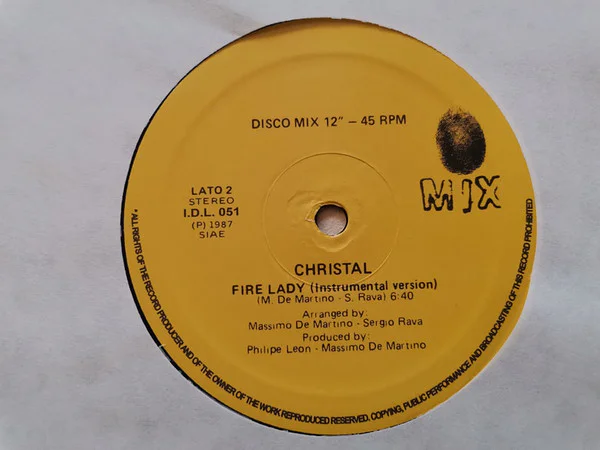 DISCO MIX 12" – 45 RPM
MIX
LATO 2
STEREO
I.D.L. 051
(P) 1987
SIAE
CHRISTAL
FIRE LADY (Instrumental version)
(M. De Martino - S. Rava) 6:40
Arranged by:
Massimo De Martino - Sergio Rava
Produced by:
Philipe Leon - Massimo De Martino
* ALL RIGHTS OF THE RECORD PRODUCER AND OF THE OWNER OF THE WORK REPRODUCED RESERVED. COPYING, PUBLIC PERFORMANCE AND BROADCASTING OF THIS RECORD PROHIBITED